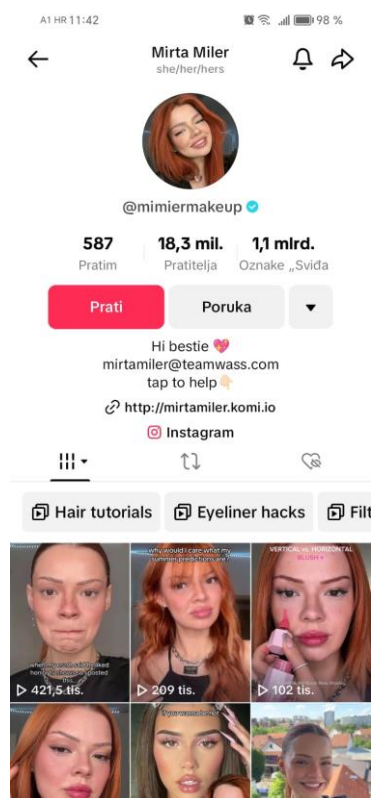 A1 HR 11:42
98 %
Mirta Miler
she/her/hers
@mimiermakeup
587
18,3 mil.
1,1 mlrd.
Pratim
Pratitelja
Oznake „Sviđa
Prati
Poruka
Hi bestie
mirtamiler@teamwass.com
tap to help
http://mirtamiler.komi.io
Instagram
Hair tutorials
Eyeliner hacks
Filt
why would I care what my
summer predictions are?
VERTICAL vs. HORIZONTAL
BLUSH
this.
421,5 tis.
209 tis.
102 tis.